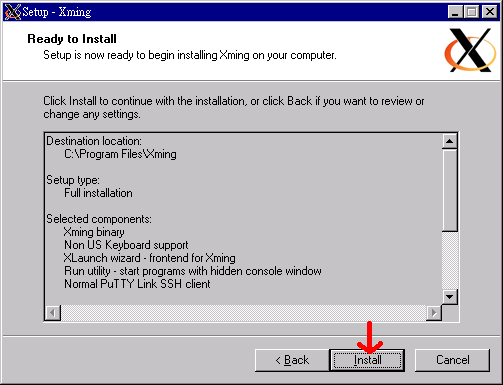 Setup - Xming
Ready to Install
Setup is now ready to begin installing Xming on your computer.
Click Install to continue with the installation, or click Back if you want to review or
change any settings.
Destination location:
C:\Program Files\Xming
Setup type:
Full installation
Selected components:
Xming binary
Non US Keyboard support
XLaunch wizard - frontend for Xming
Run utility - start programs with hidden console window
Normal PuTTY Link SSH client
< Back
Install
Cancel